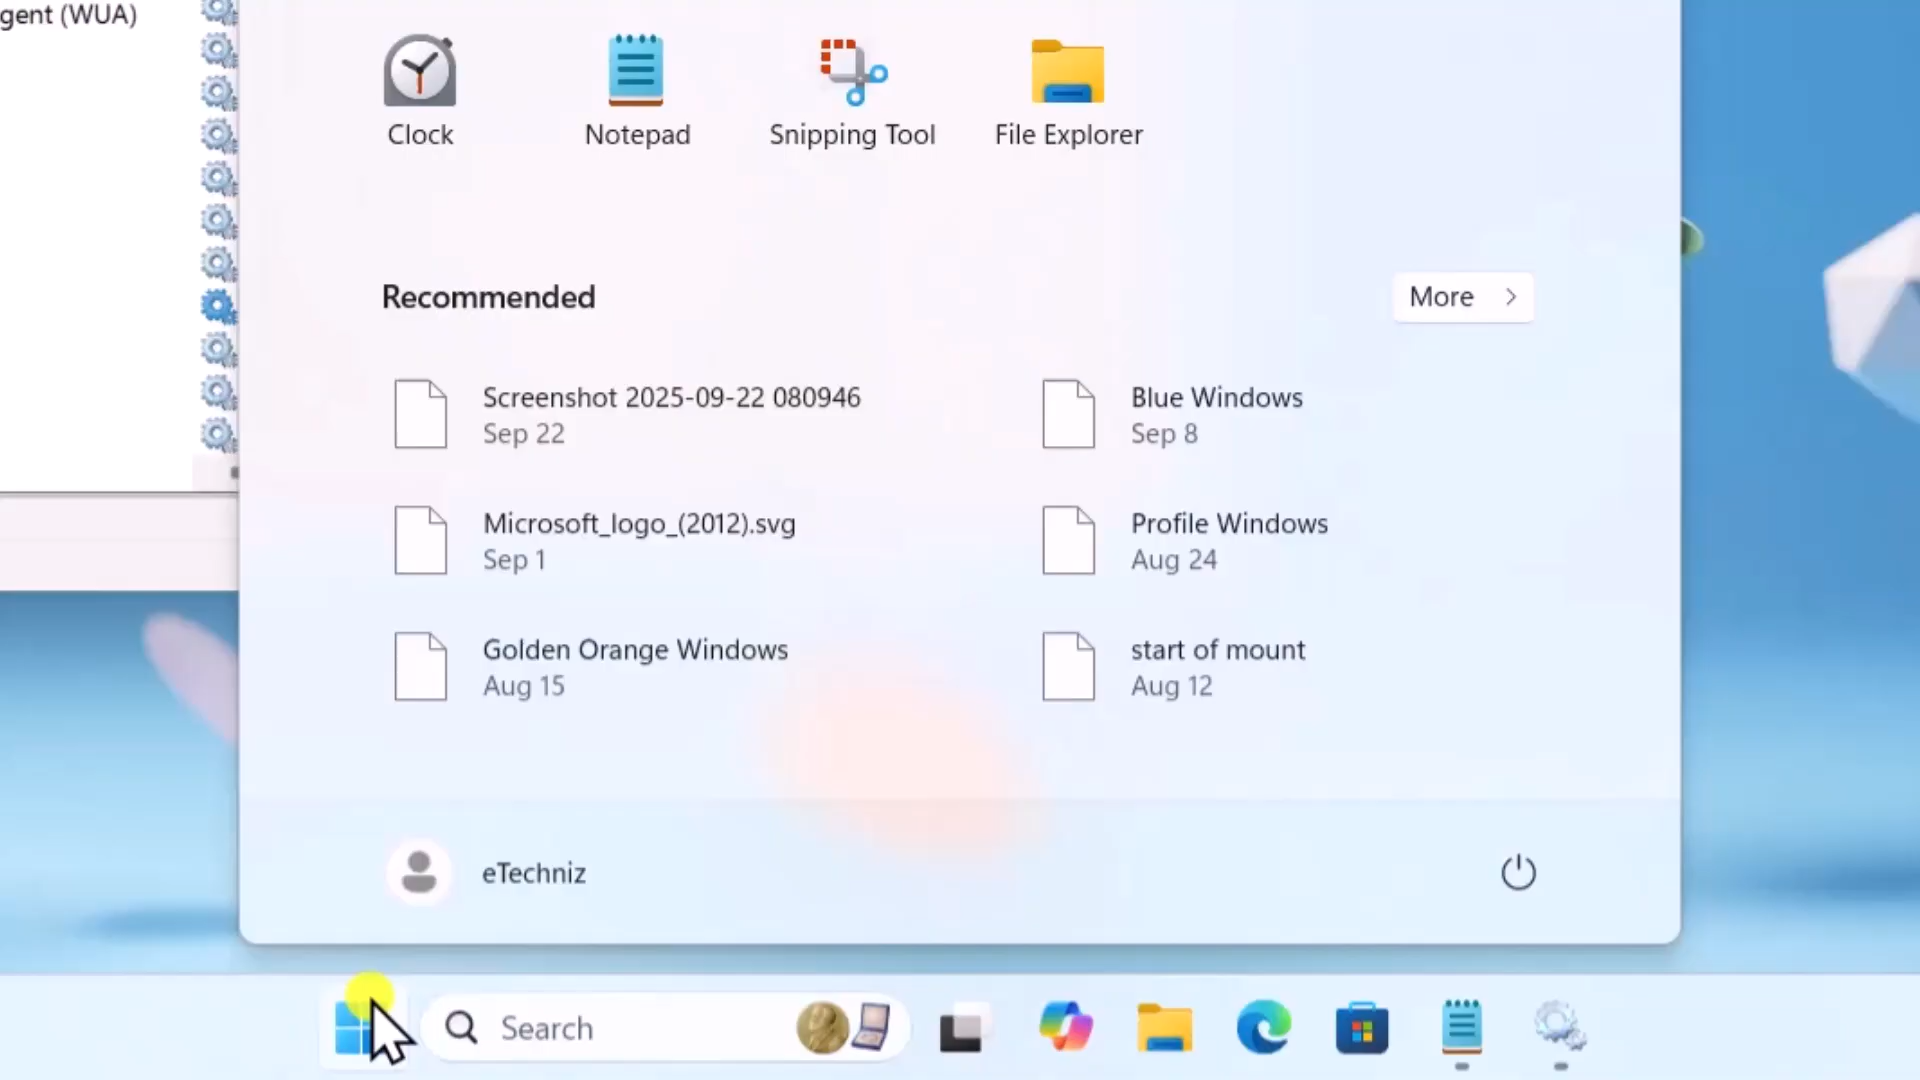 gent (WUA)
Clock
Notepad
Snipping Tool
File Explorer
Recommended
More
Screenshot 2025-09-22 080946
Sep 22
Blue Windows
Sep 8
Microsoft_logo_(2012).svg
Sep 1
Profile Windows
Aug 24
Golden Orange Windows
Aug 15
start of mount
Aug 12
eTechniz
Search